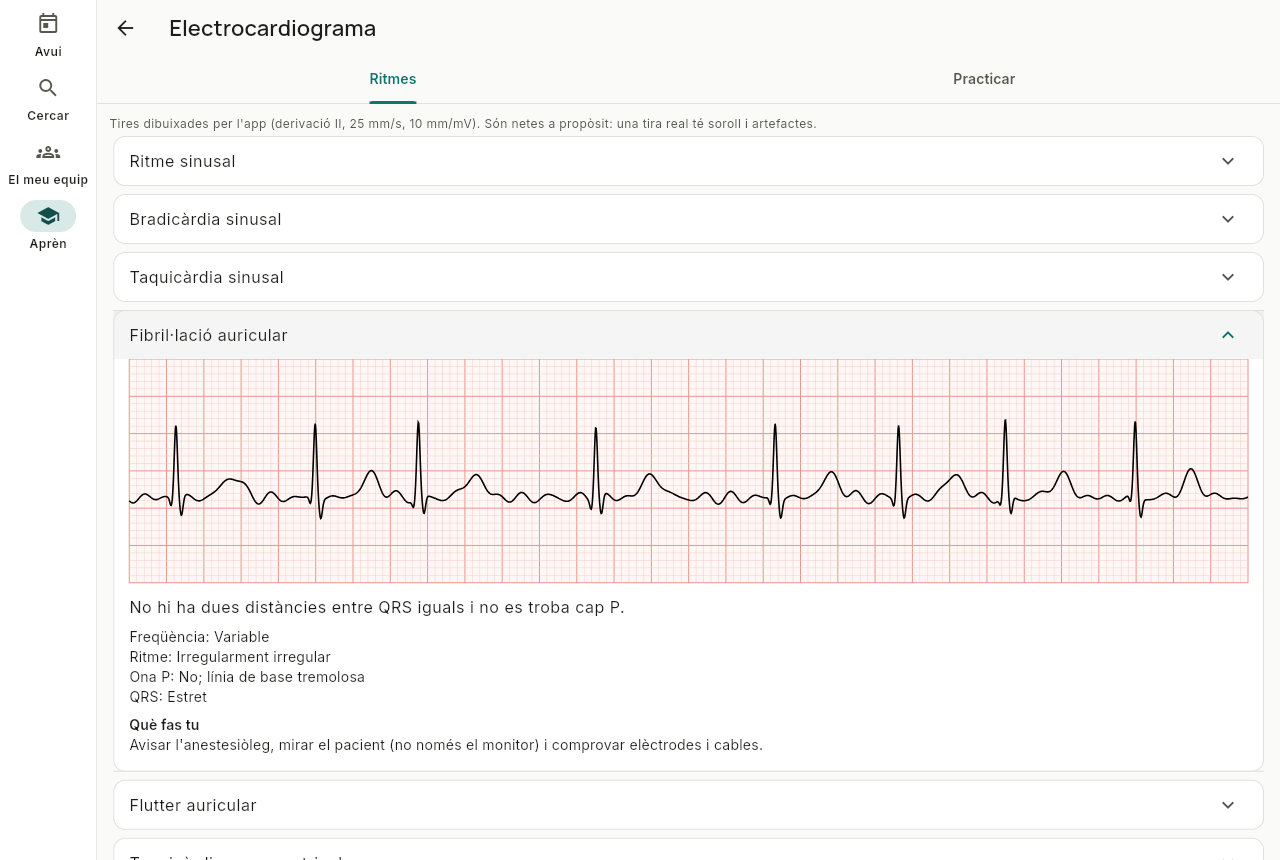 Electrocardiograma
Avui
Cercar
El meu equip
Aprèn
Ritmes
Practicar
Tires dibuixades per l'app (derivació II, 25 mm/s, 10 mm/mV). Són netes a propòsit: una tira real té soroll i artefactes.
Ritme sinusal
Bradicàrdia sinusal
Taquicàrdia sinusal
Fibril·lació auricular
No hi ha dues distàncies entre QRS iguals i no es troba cap P.
Freqüència: Variable
Ritme: Irregularment irregular
Ona P: No; línia de base tremolosa
QRS: Estret
Què fas tu
Avisar l'anestesiòleg, mirar el pacient (no només el monitor) i comprovar elèctrodes i cables.
Flutter auricular